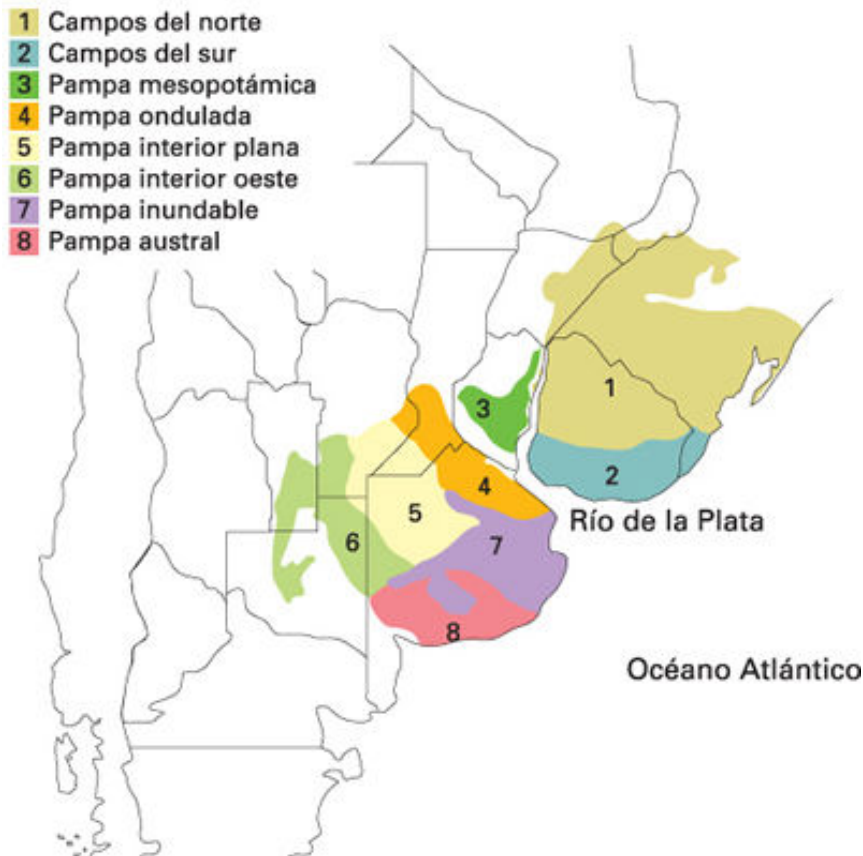 1 Campos del norte
2 Campos del sur
3 Pampa mesopotámica
4 Pampa ondulada
5 Pampa interior plana
6 Pampa interior oeste
7 Pampa inundable
8 Pampa austral
1
3
2
4
5
Río de la Plata
6
7
8
Océano Atlántico